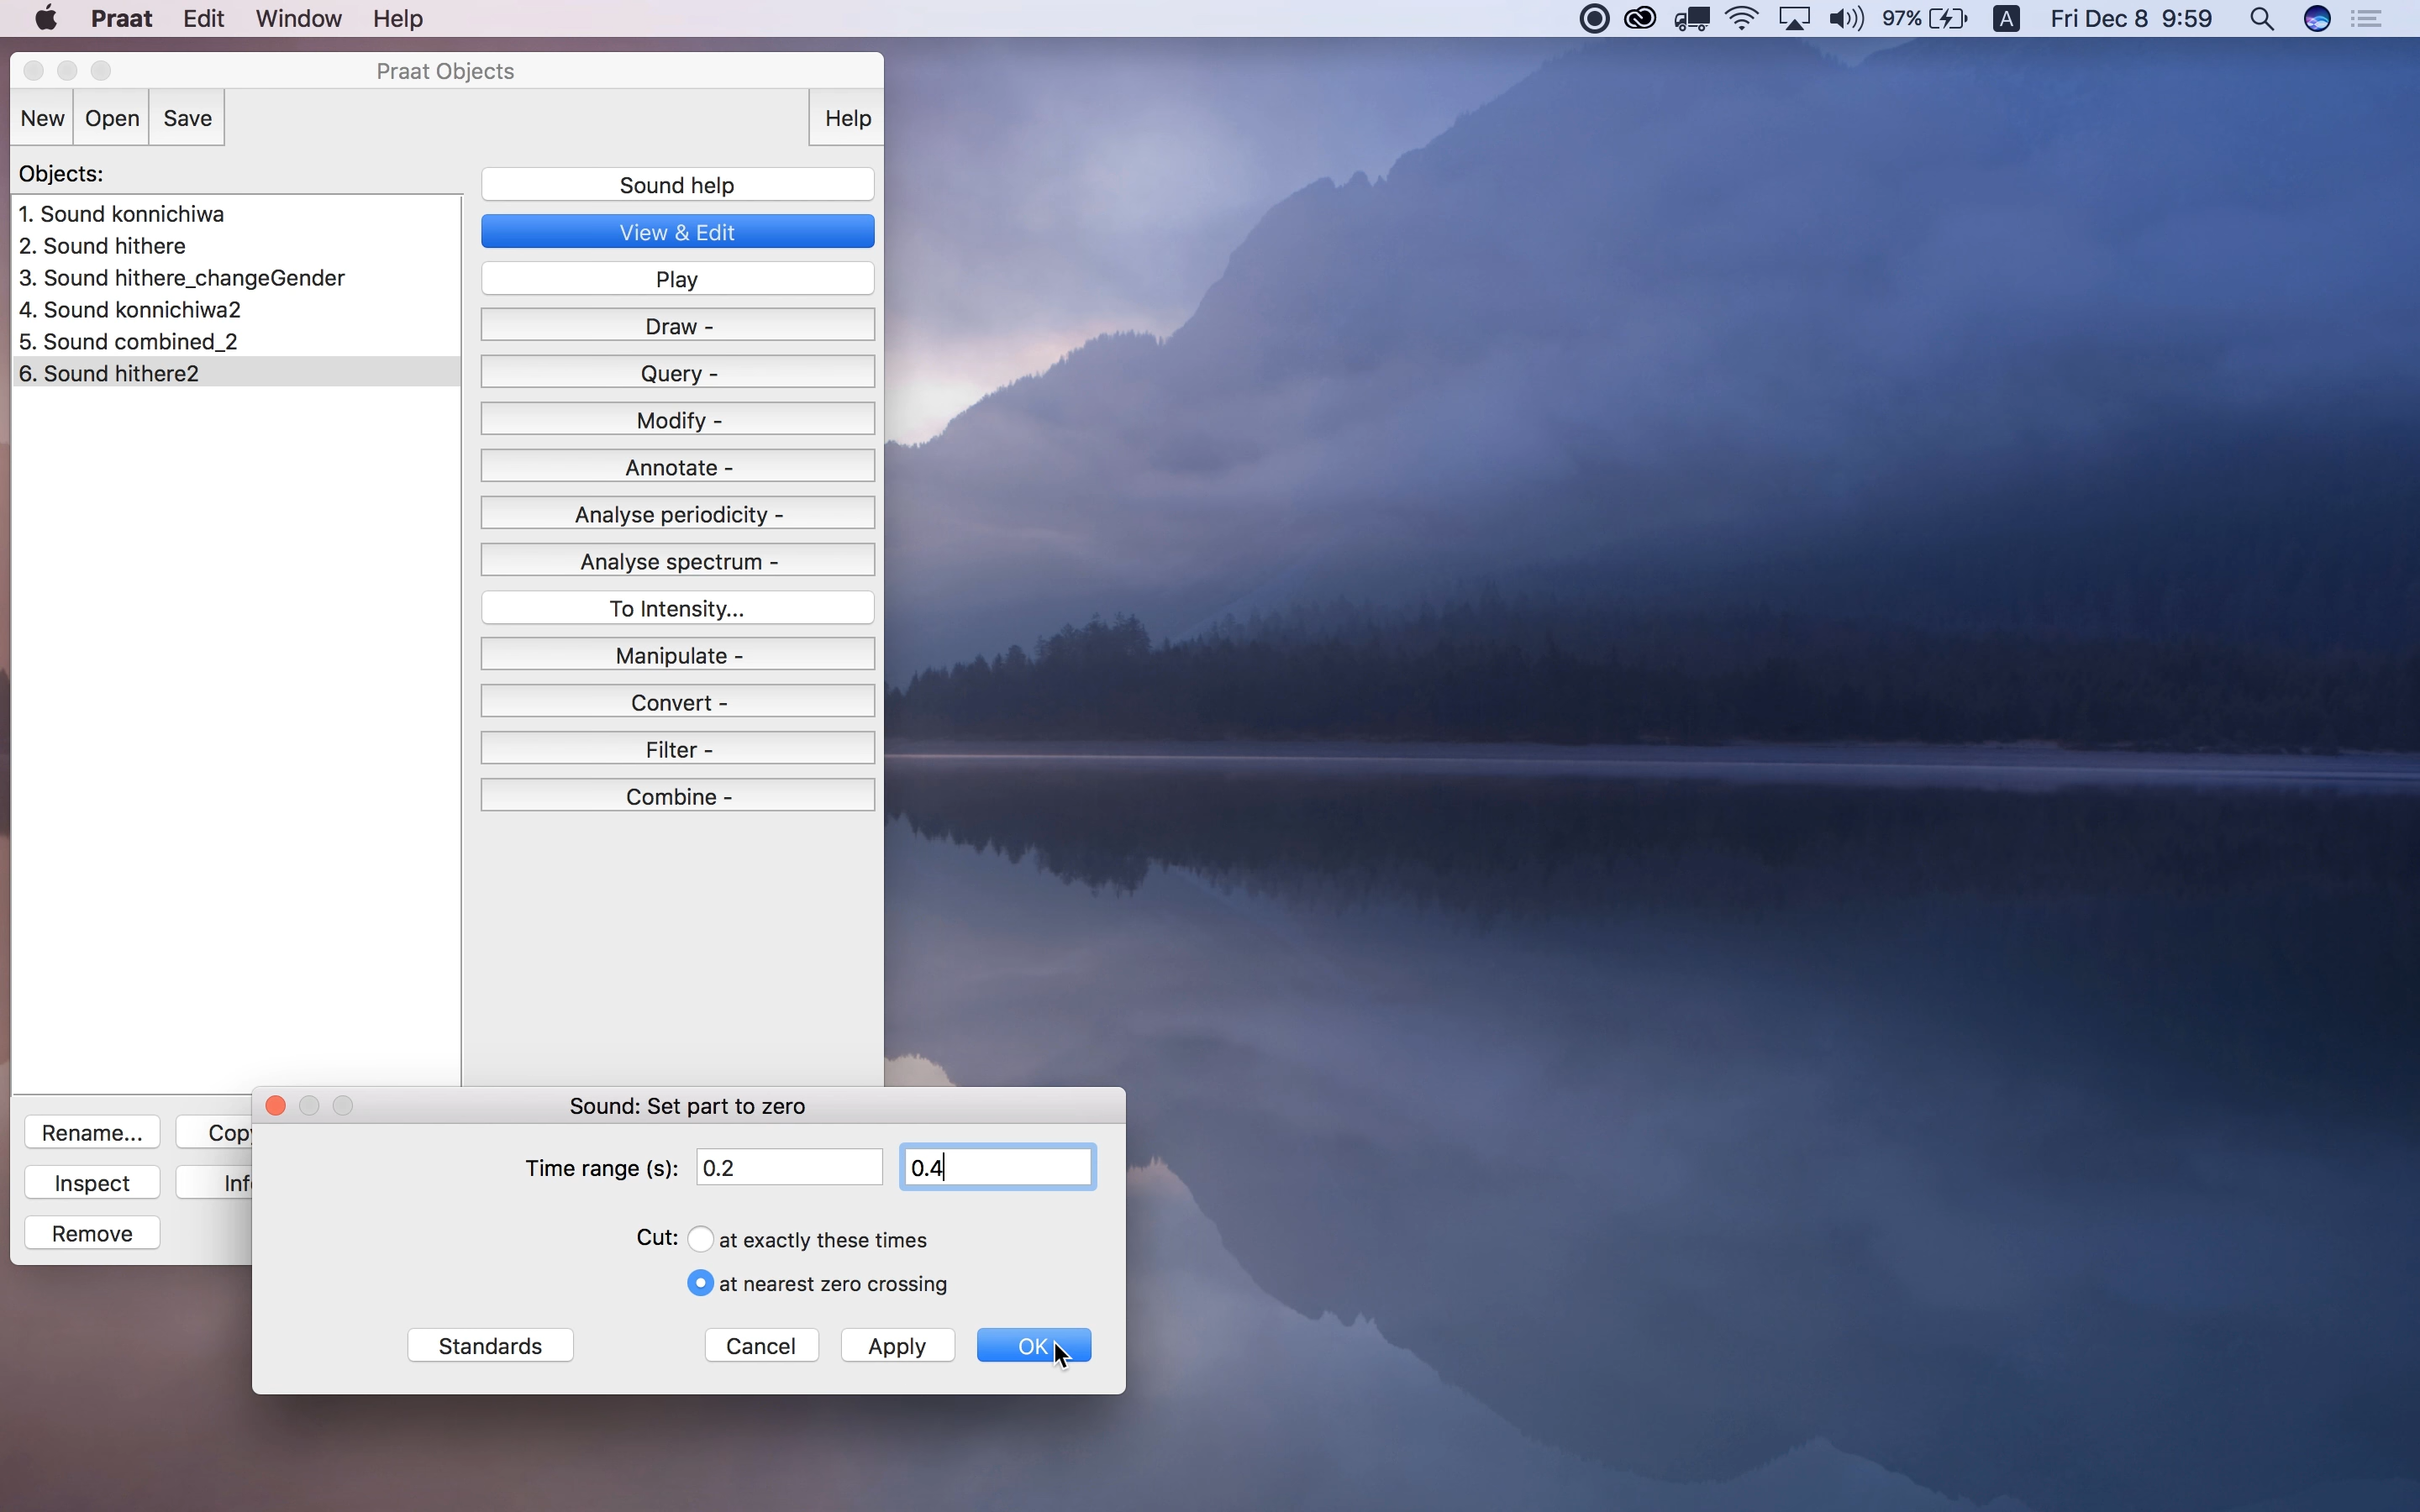 Praat Edit Window Help 97% A Fri Dec 8 9:59
Praat Objects
New Open Save Help
Objects:
1. Sound konnichiwa
2. Sound hithere
3. Sound hithere_changeGender
4. Sound konnichiwa2
5. Sound combined_2
6. Sound hithere2
Sound help
View & Edit
Play
Draw -
Query -
Modify -
Annotate -
Analyse periodicity -
Analyse spectrum -
To Intensity...
Manipulate -
Convert -
Filter -
Combine -
Rename...
Inspect
Remove
Sound: Set part to zero
Time range (s): 0.2 0.4
Cut: at exactly these times
at nearest zero crossing
Standards Cancel Apply OK